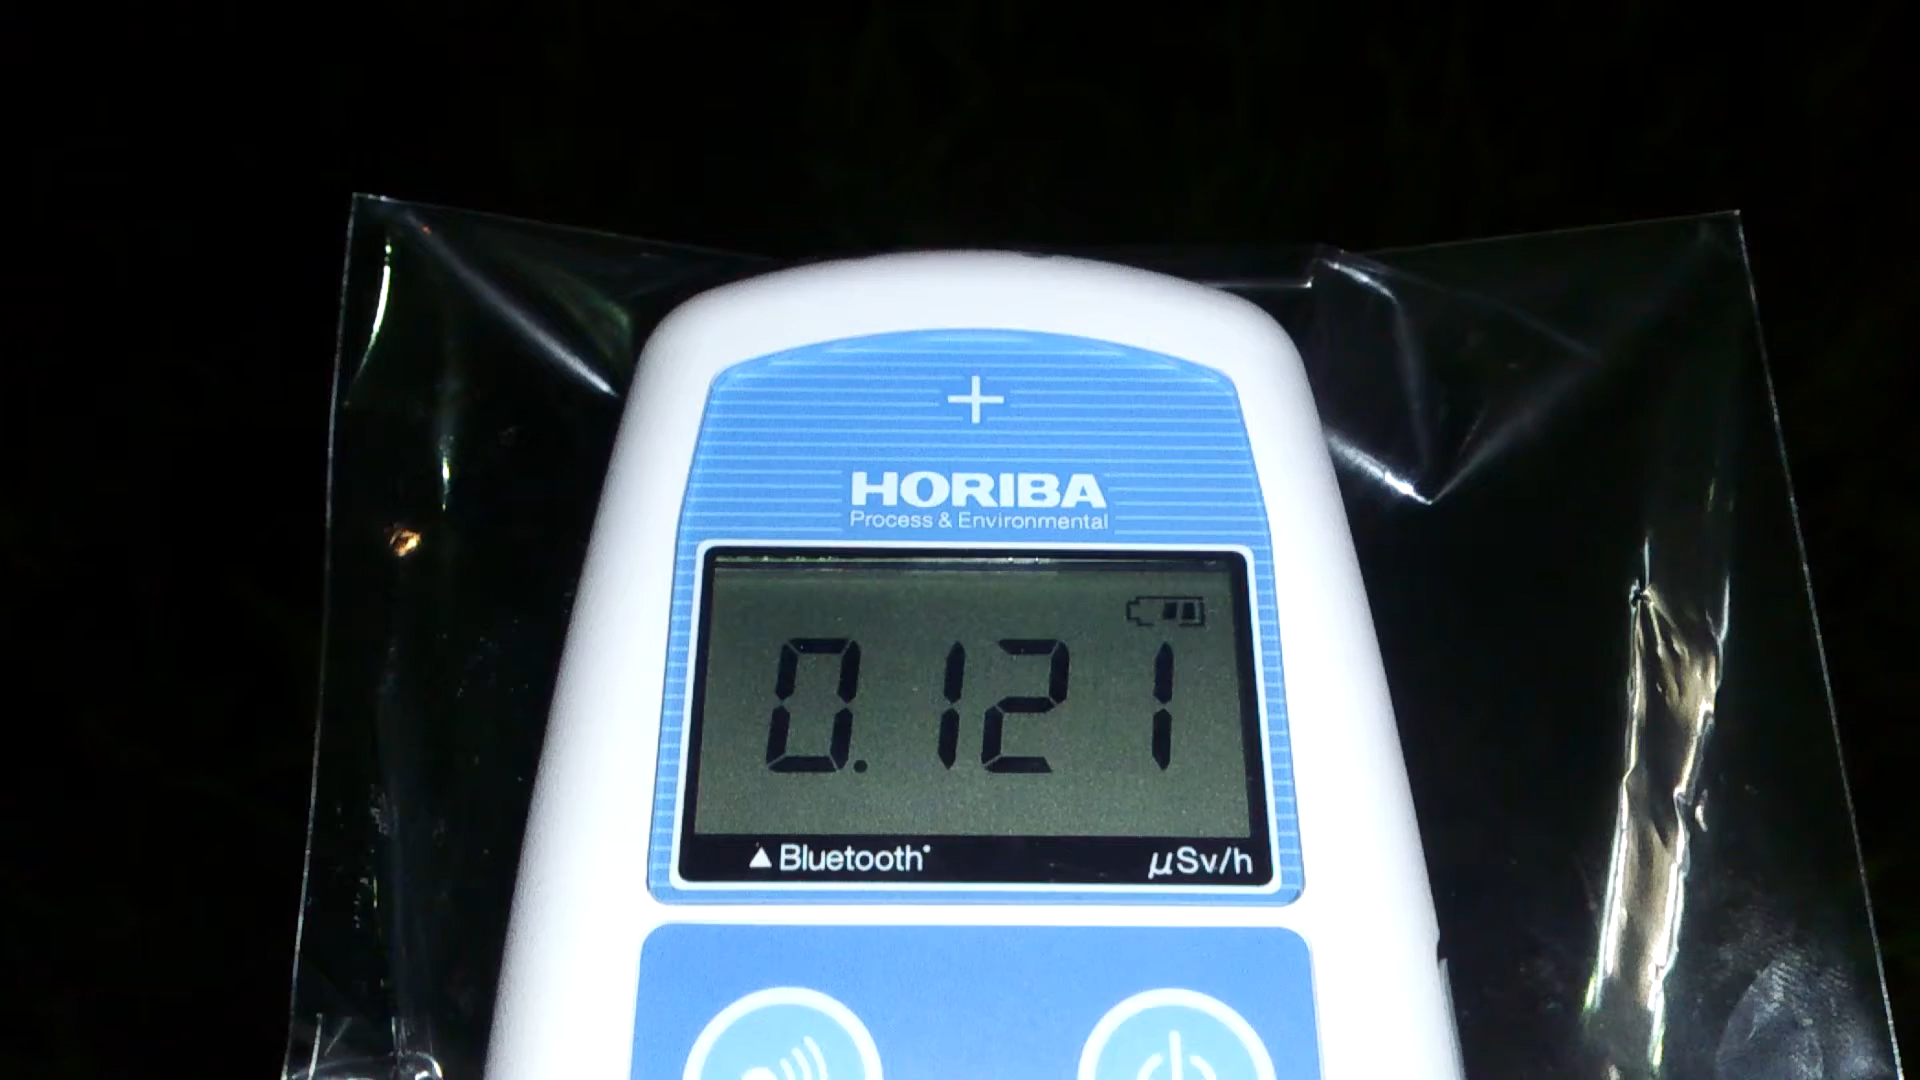 HORIBA
Process & Environmental
0.121
▲Bluetooth®
µSv/h